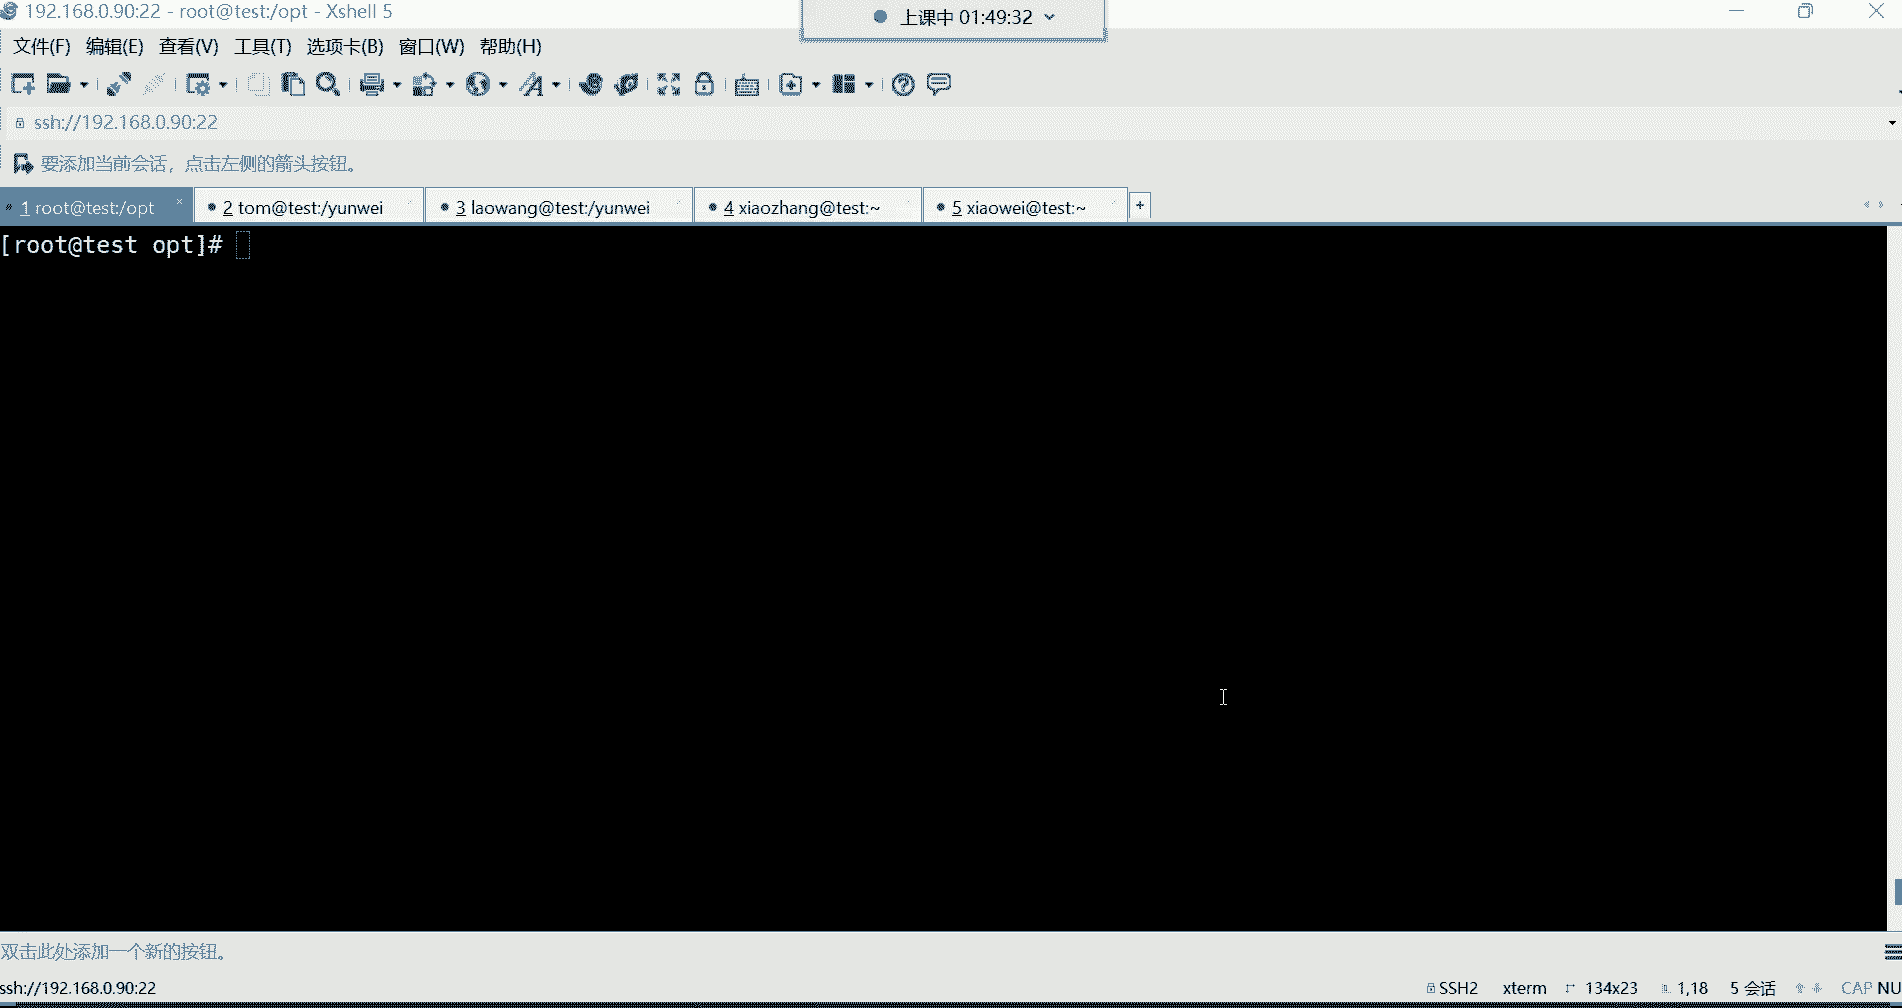 192.168.0.90:22 - root@test:/opt - Xshell 5
上课中 01:49:32
文件(F) 编辑(E) 查看(V) 工具(T) 选项卡(B) 窗口(W) 帮助(H)
ssh://192.168.0.90:22
要添加当前会话，点击左侧的箭头按钮。
1 root@test:/opt 2 tom@test:/yunwei 3 laowang@test:/yunwei 4 xiaozhang@test:~ 5 xiaowei@test:~ +
[root@test opt]#
双击此处添加一个新的按钮。
ssh://192.168.0.90:22 SSH2 xterm 134x23 1,18 5 会话 CAP NU